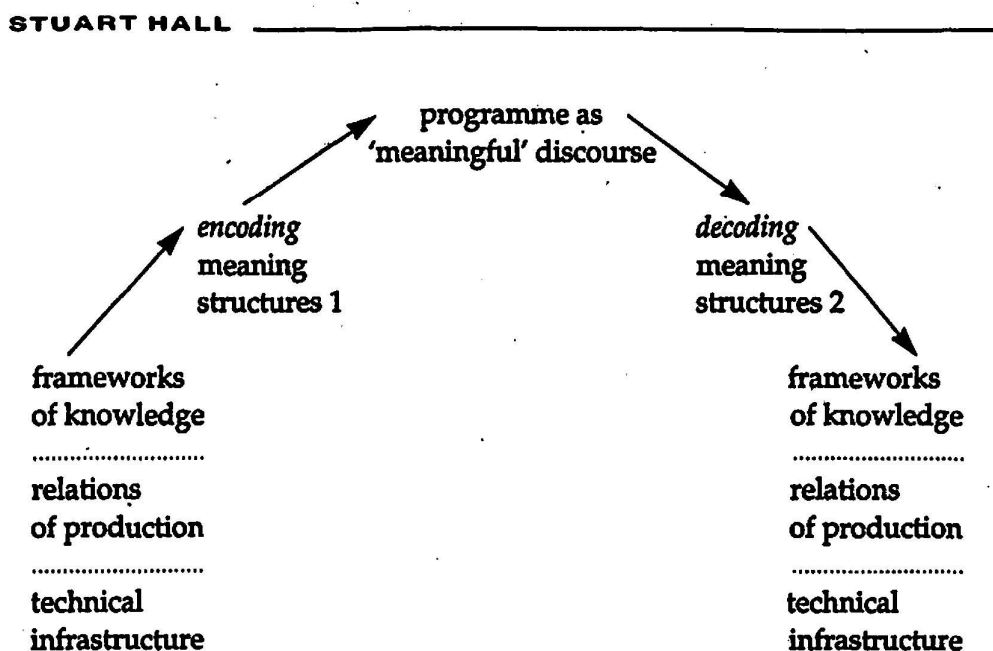 STUART HALL
programme as
'meaningful' discourse
encoding
meaning
structures 1
decoding
meaning
structures 2
frameworks
of knowledge
relations
of production
technical
infrastructure
frameworks
of knowledge
relations
of production
technical
infrastructure